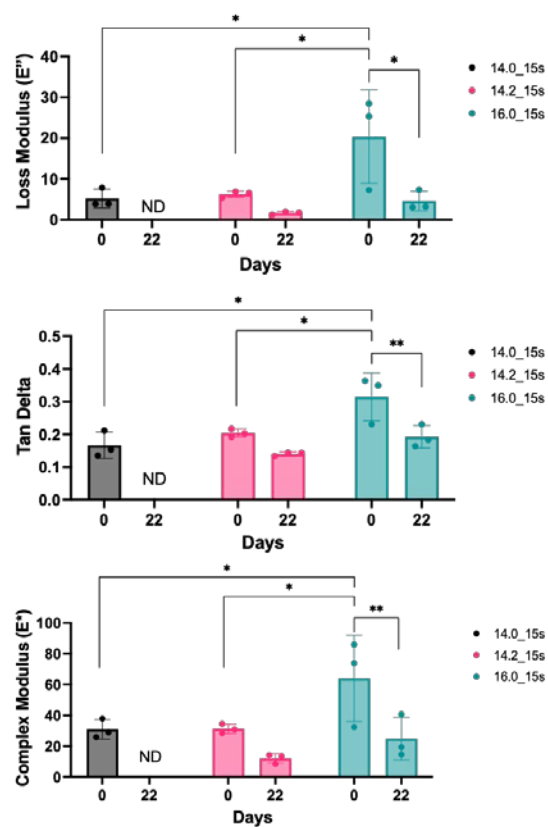 *
*
*
Loss Modulus (E'')
40
30
20
10
0
ND
0 22 0 22 0 22
Days
14.0_15s
14.2_15s
16.0_15s
*
*
**
Tan Delta
0.5
0.4
0.3
0.2
0.1
0.0
ND
0 22 0 22 0 22
Days
14.0_15s
14.2_15s
16.0_15s
*
*
**
Complex Modulus (E*)
100
80
60
40
20
0
ND
0 22 0 22 0 22
Days
14.0_15s
14.2_15s
16.0_15s